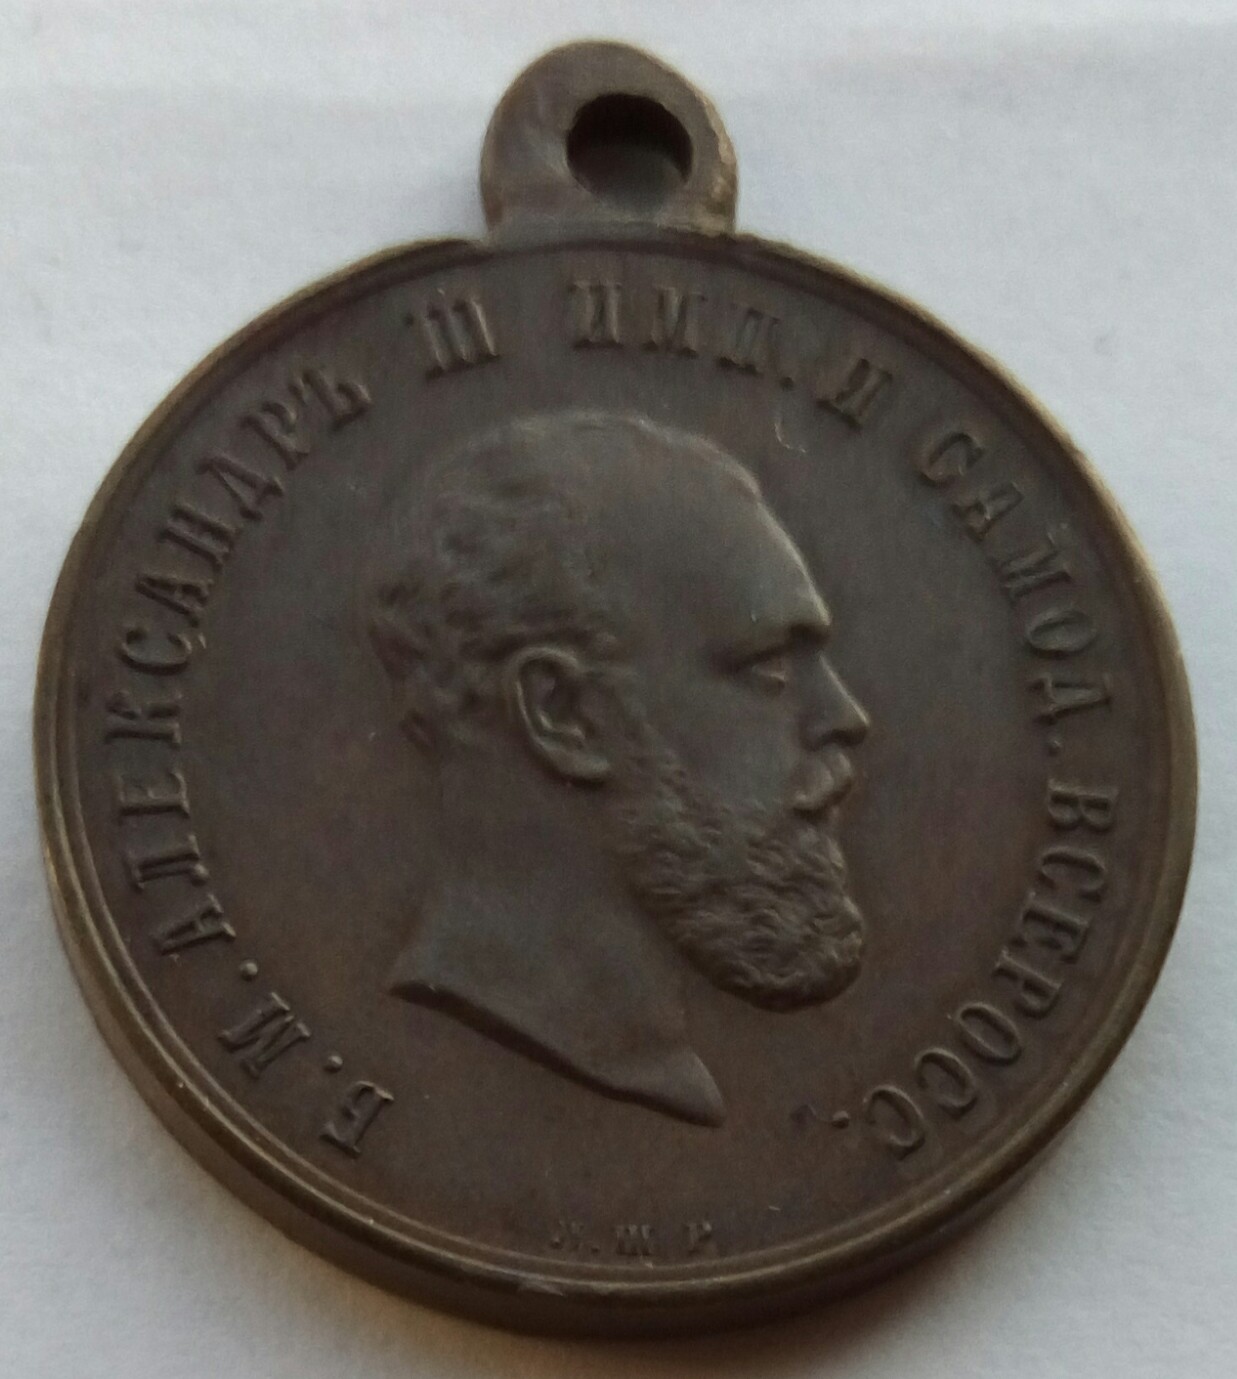 Б. М. АЛЕКСАНДРЪ III ИМП. И САМОД. ВСЕРОСС.
Л. Ш Р